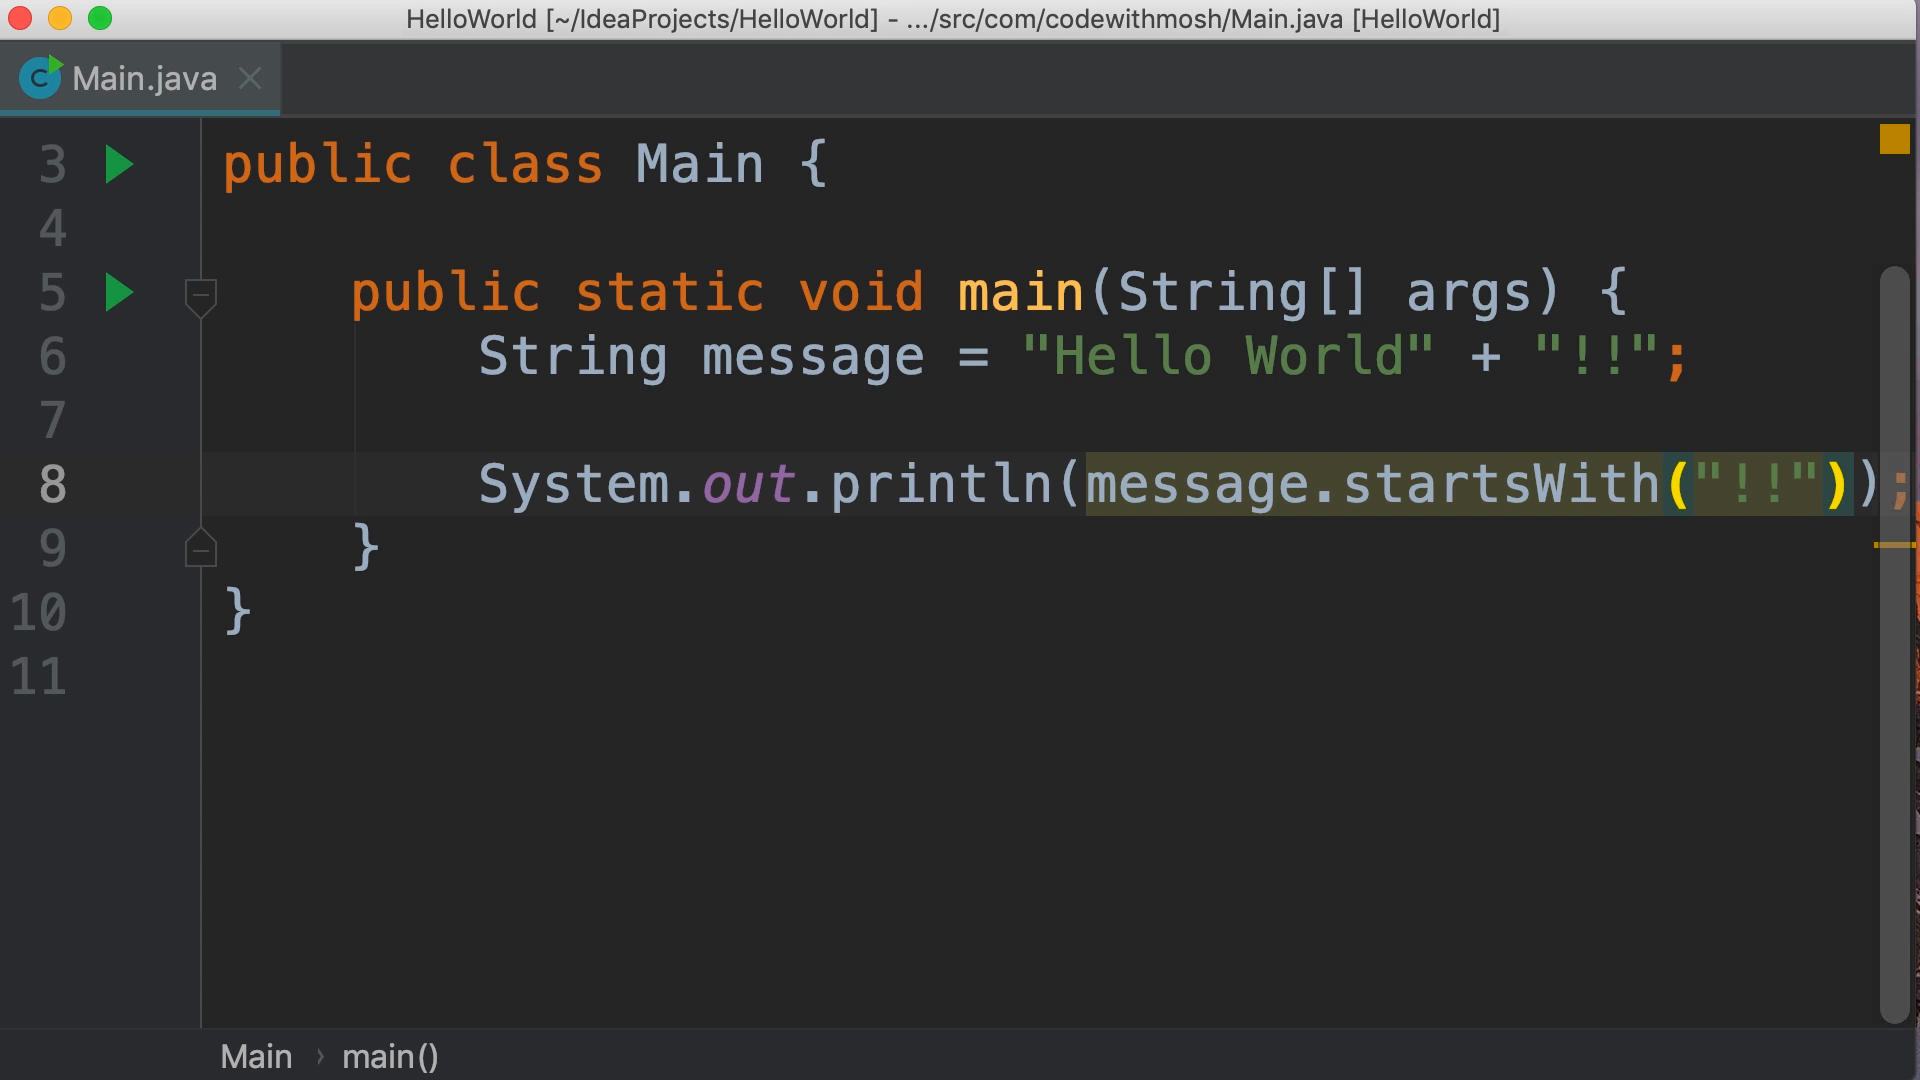 HelloWorld [~/IdeaProjects/HelloWorld] - .../src/com/codewithmosh/Main.java [HelloWorld]
C Main.java
3 public class Main {
4
5 public static void main(String[] args) {
6 String message = "Hello World" + "!!";
7
8 System.out.println(message.startsWith("!!"));
9 }
10 }
11
Main › main()